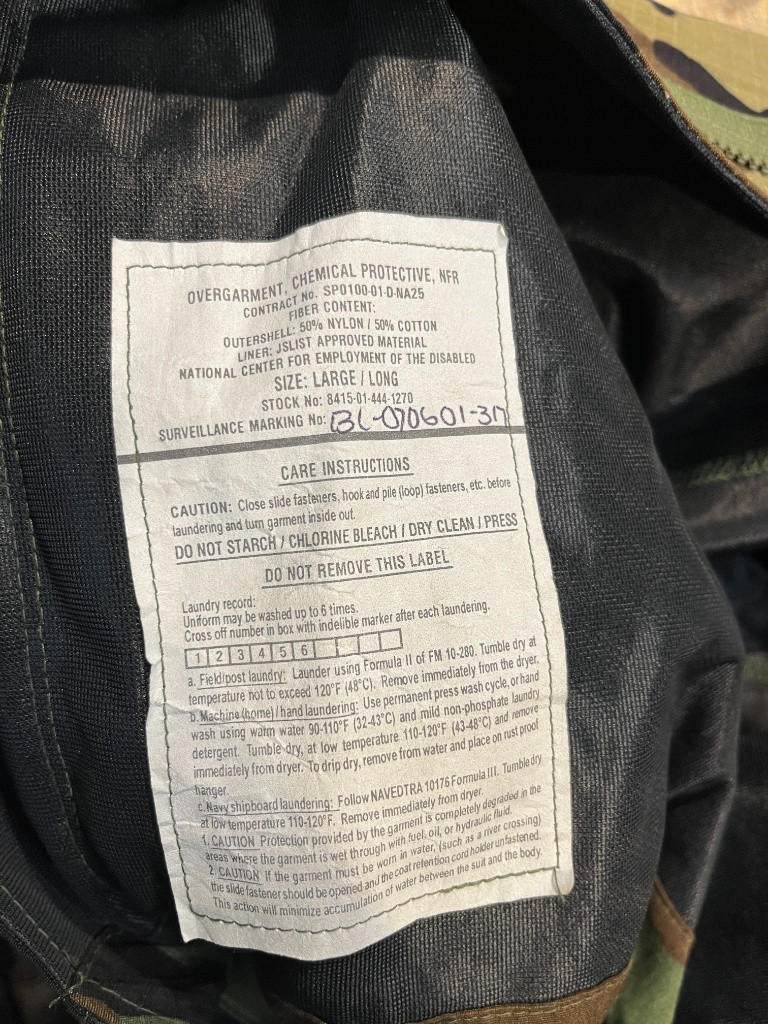 OVERGARMENT, CHEMICAL PROTECTIVE, NFR
CONTRACT No. SP0100-01-D-NA25
FIBER CONTENT:
OUTERSHELL: 50% NYLON / 50% COTTON
LINER: JSLIST APPROVED MATERIAL
NATIONAL CENTER FOR EMPLOYMENT OF THE DISABLED
SIZE: LARGE / LONG
STOCK No: 8415-01-444-1270
SURVEILLANCE MARKING No: BL-070601-317
CARE INSTRUCTIONS
CAUTION: Close slide fasteners, hook and pile (loop) fasteners, etc. before
laundering and turn garment inside out.
DO NOT STARCH / CHLORINE BLEACH / DRY CLEAN / PRESS
DO NOT REMOVE THIS LABEL
Laundry record:
Uniform may be washed up to 6 times.
Cross off number in box with indelible marker after each laundering.
1 2 3 4 5 6
a. Field/post laundry: Launder using Formula II of FM 10-280. Tumble dry at
temperature not to exceed 120°F (48°C). Remove immediately from the dryer.
b. Machine (home) / hand laundering: Use permanent press wash cycle, or hand
wash using warm water 90-110°F (32-43°C) and mild non-phosphate laundry
detergent. Tumble dry, at low temperature 110-120°F (43-48°C) and remove
immediately from dryer. To drip dry, remove from water and place on rust proof
hanger.
c. Navy shipboard laundering: Follow NAVEDTRA 10176 Formula III. Tumble dry
at low temperature 110-120°F. Remove immediately from dryer.
1. CAUTION Protection provided by the garment is completely degraded in the
areas where the garment is wet through with fuel, oil, or hydraulic fluid.
2. CAUTION If the garment must be worn in water, (such as a river crossing)
the slide fastener should be opened and the coat retention cord holder unfastened.
This action will minimize accumulation of water between the suit and the body.